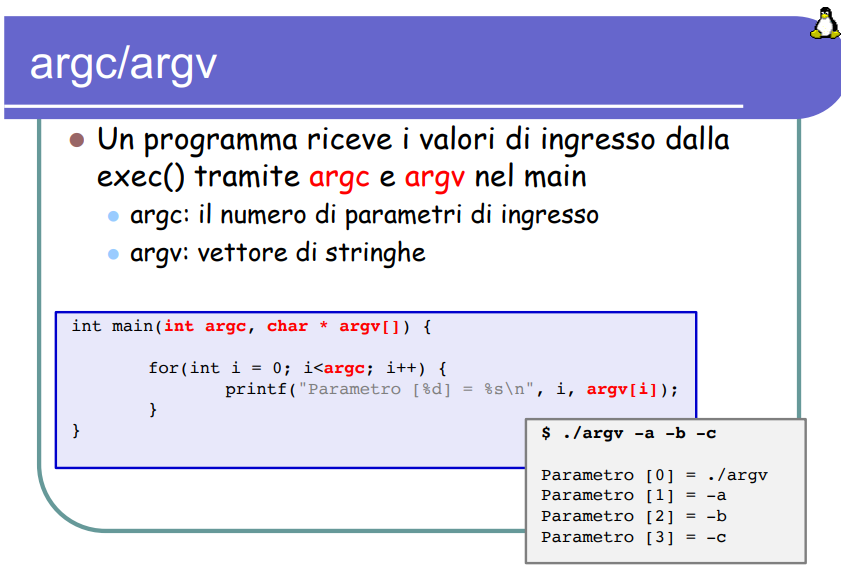 argc/argv
Un programma riceve i valori di ingresso dalla
exec() tramite argc e argv nel main
argc: il numero di parametri di ingresso
argv: vettore di stringhe
int main(int argc, char * argv[]) {
for(int i = 0; i<argc; i++) {
printf("Parametro [%d] = %s\n", i, argv[i]);
}
}
$ ./argv -a -b -c
Parametro [0] = ./argv
Parametro [1] = -a
Parametro [2] = -b
Parametro [3] = -c